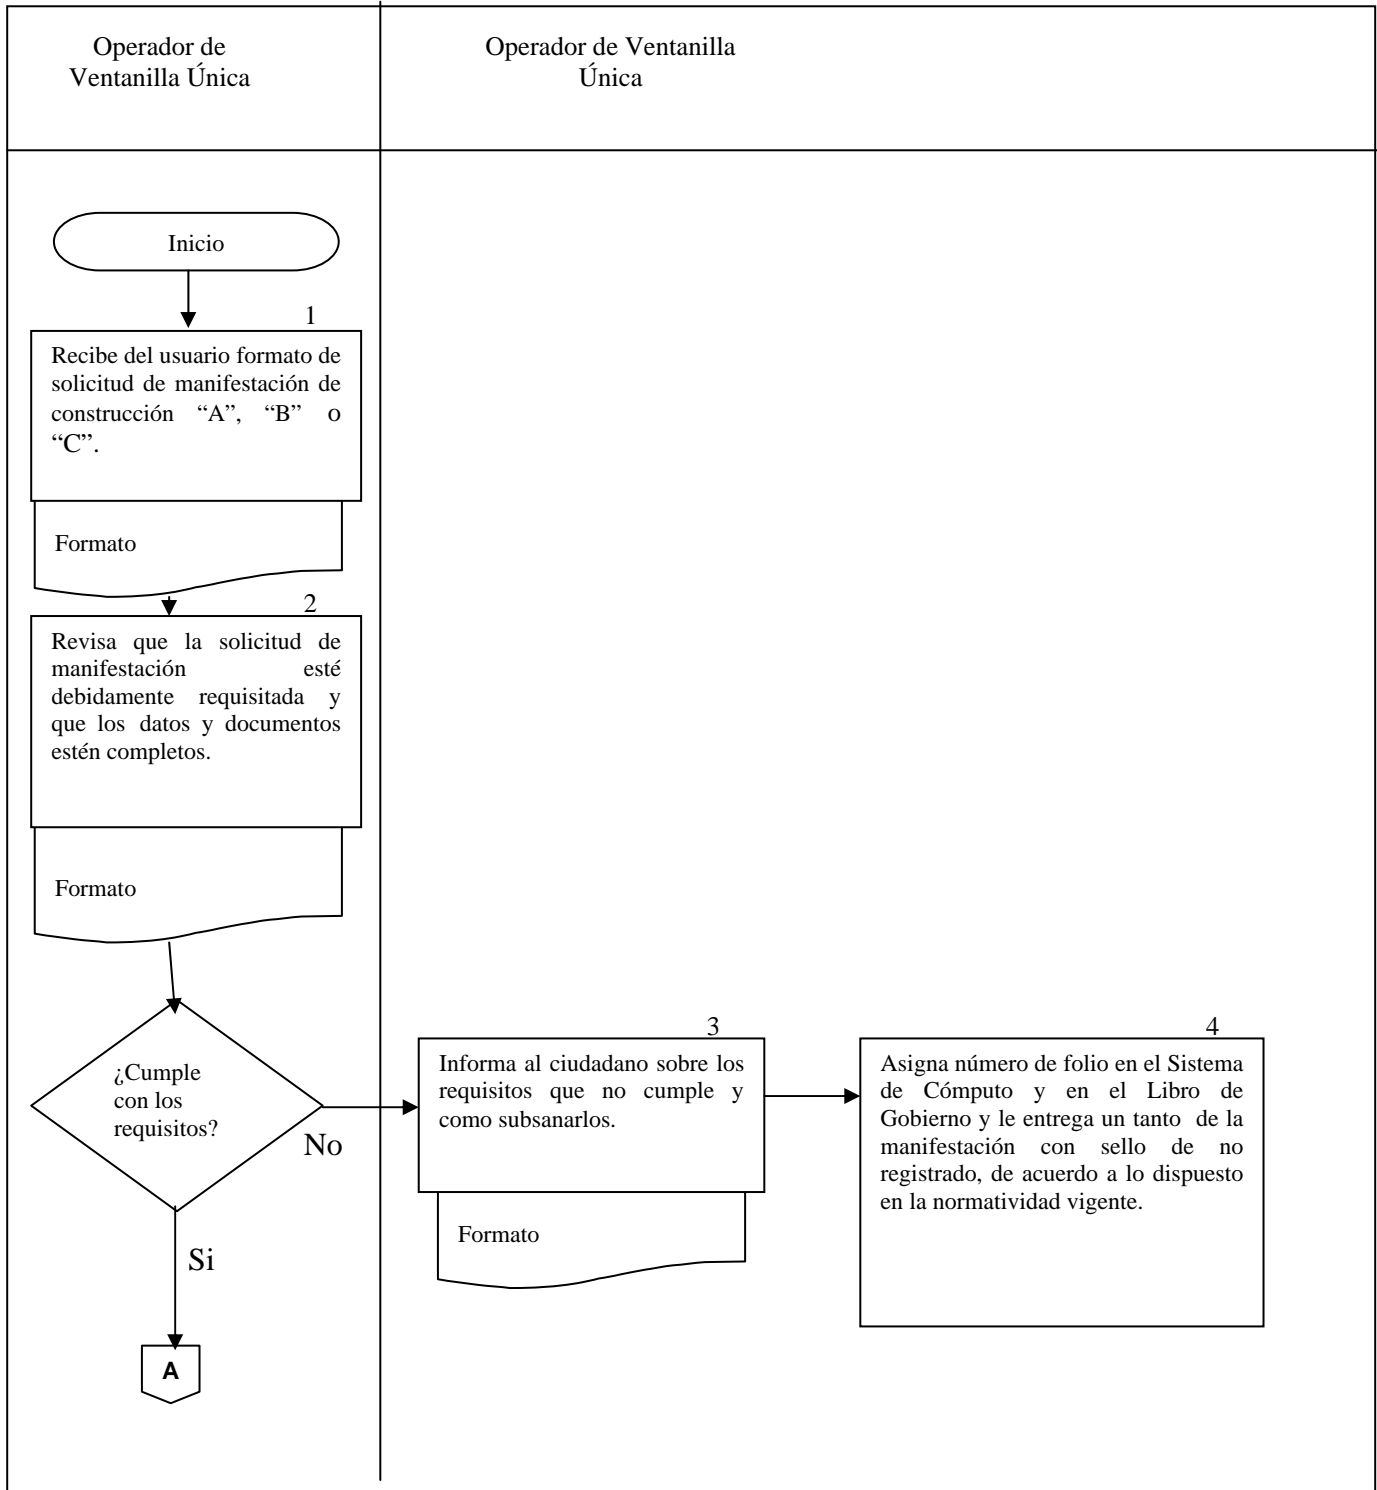 Operador de
Ventanilla Única
Operador de Ventanilla
Única
Inicio
1
Recibe del usuario formato de
solicitud de manifestación de
construcción “A”, “B” o
“C”.
Formato
2
Revisa que la solicitud de
manifestación esté
debidamente requisitada y
que los datos y documentos
estén completos.
Formato
¿Cumple
con los
requisitos?
No
Si
A
3
Informa al ciudadano sobre los
requisitos que no cumple y
como subsanarlos.
Formato
4
Asigna número de folio en el Sistema
de Cómputo y en el Libro de
Gobierno y le entrega un tanto de la
manifestación con sello de no
registrado, de acuerdo a lo dispuesto
en la normatividad vigente.